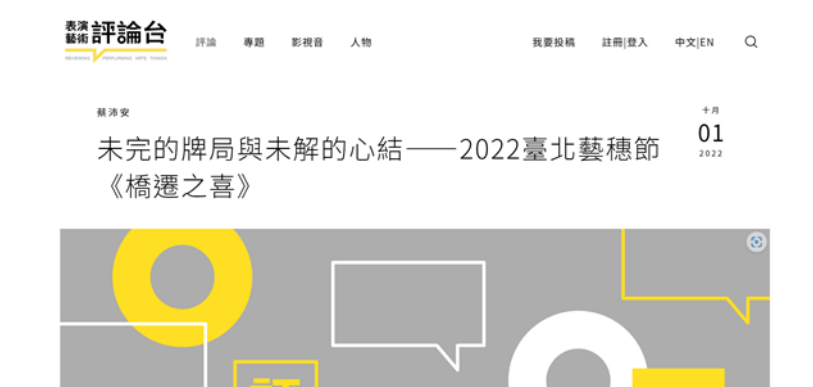 表演藝術評論台
REVIEWING PERFORMING ARTS TAIWAN
評論 專題 影視音 人物
我要投稿 註冊|登入 中文|EN
蔡沛安
十月
01
2022
未完的牌局與未解的心結——2022臺北藝穗節
《橋遷之喜》